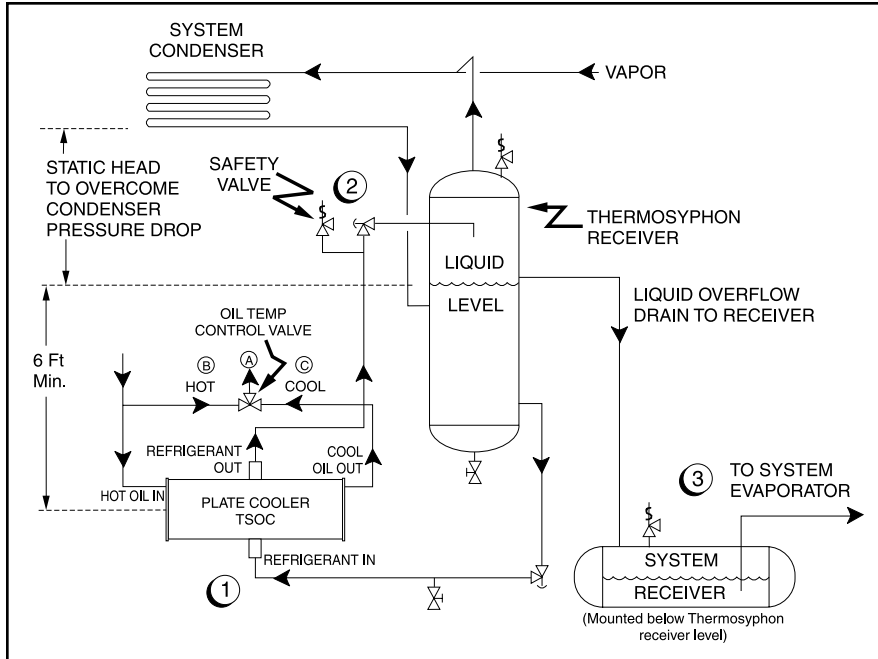 SYSTEM
CONDENSER
VAPOR
STATIC HEAD
TO OVERCOME
CONDENSER
PRESSURE DROP
SAFETY
VALVE
2
S
S
THERMOSYPHON
RECEIVER
LIQUID
LEVEL
LIQUID OVERFLOW
DRAIN TO RECEIVER
6 Ft
Min.
OIL TEMP
CONTROL VALVE
B
A
C
HOT
COOL
REFRIGERANT
OUT
COOL
OIL OUT
HOT OIL IN
PLATE COOLER
TSOC
REFRIGERANT IN
1
3
TO SYSTEM
EVAPORATOR
S
SYSTEM
RECEIVER
(Mounted below Thermosyphon
receiver level)